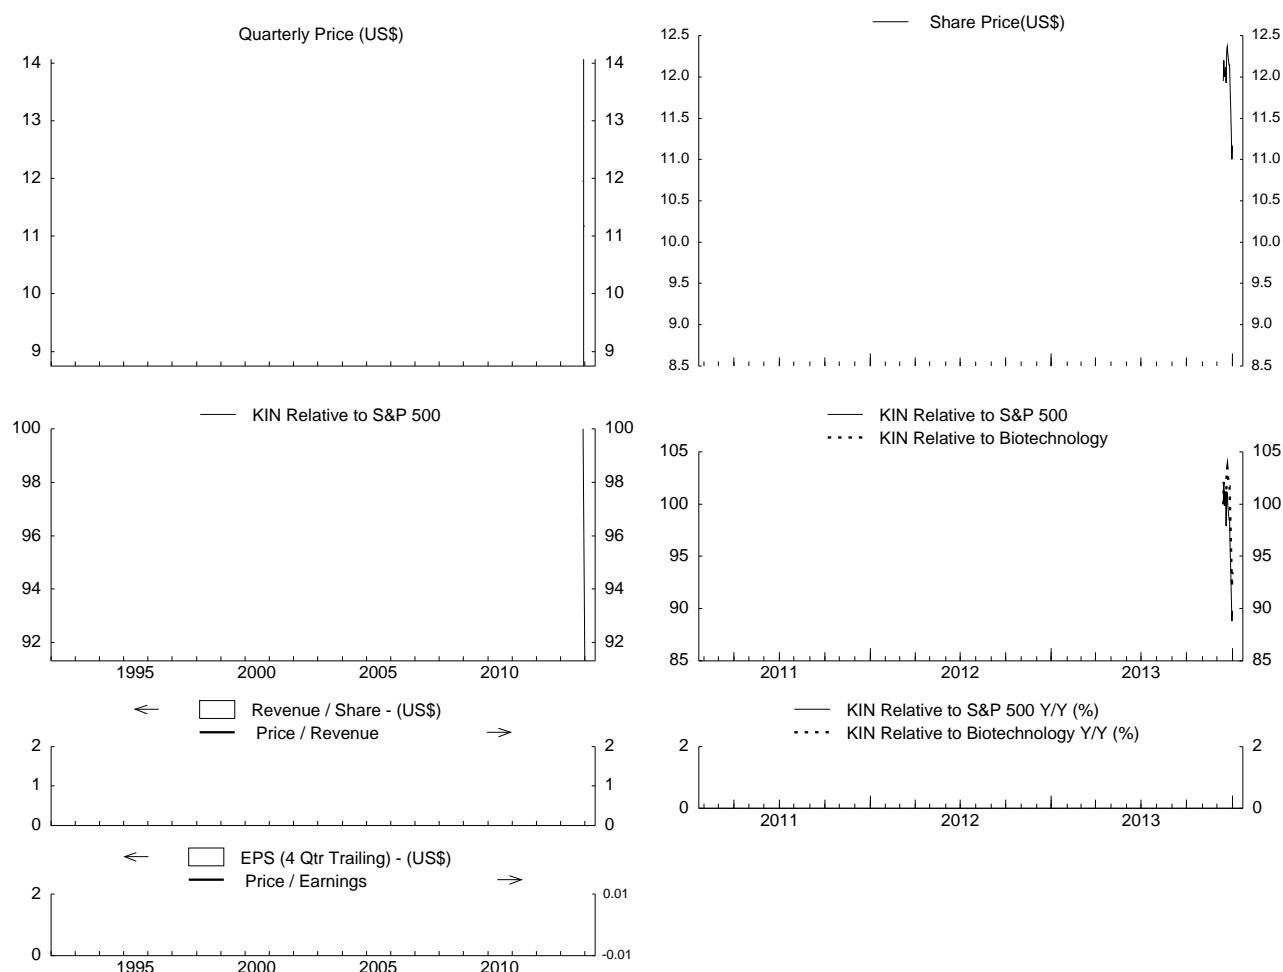 Quarterly Price (US$)
14 14
13 13
12 12
11 11
10 10
9 9
KIN Relative to S&P 500
100 100
98 98
96 96
94 94
92 92
1995 2000 2005 2010
Revenue / Share - (US$)
Price / Revenue
2 2
1 1
0 0
EPS (4 Qtr Trailing) - (US$)
Price / Earnings
2 0.01
0 -0.01
1995 2000 2005 2010
Share Price(US$)
12.5 12.5
12.0 12.0
11.5 11.5
11.0 11.0
10.5 10.5
10.0 10.0
9.5 9.5
9.0 9.0
8.5 8.5
KIN Relative to S&P 500
KIN Relative to Biotechnology
105 105
100 100
95 95
90 90
85 85
2011 2012 2013
KIN Relative to S&P 500 Y/Y (%)
KIN Relative to Biotechnology Y/Y (%)
2 2
0 0
2011 2012 2013